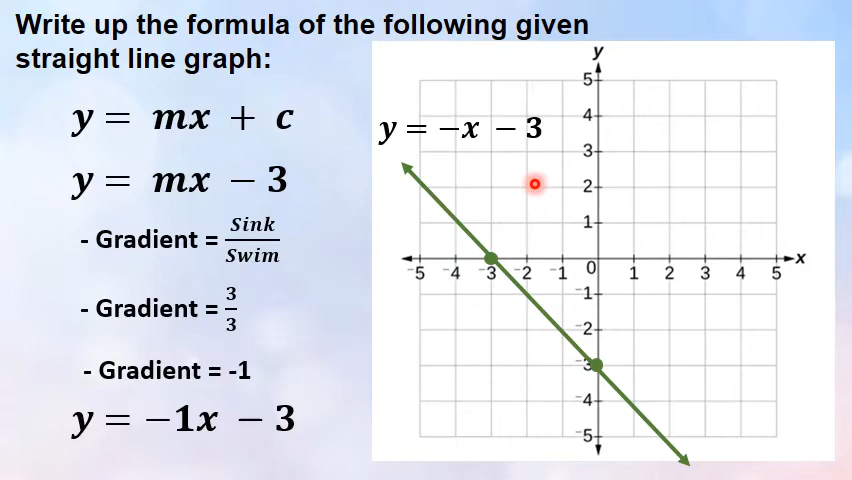 Write up the formula of the following given
straight line graph:
y = mx + c
y = mx − 3
- Gradient = Sink/Swim
- Gradient = 3/3
- Gradient = -1
y = −1x − 3
y
y = −x − 3
5
4
3
2
1
-5 -4 -3 -2 -1 0 1 2 3 4 5 x
-1
-2
-3
-4
-5